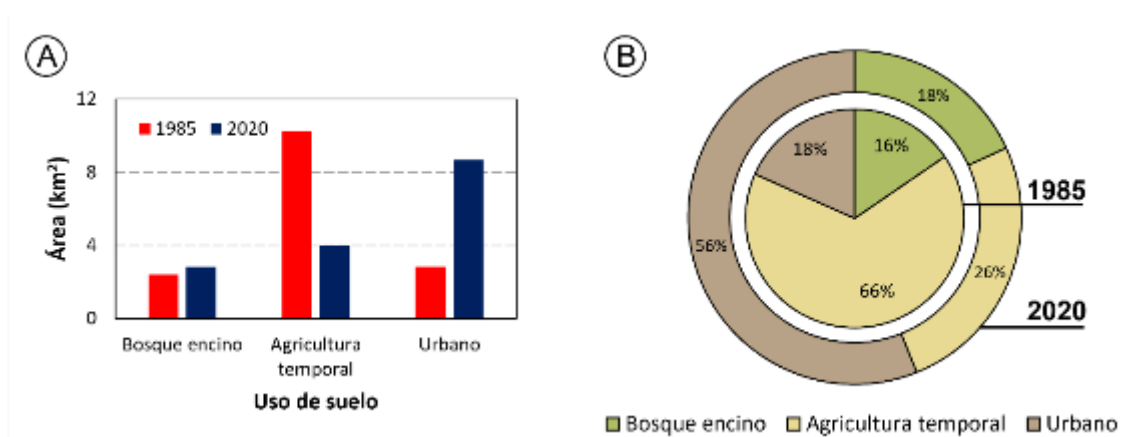 A
12
8
4
0
Área (km²)
1985 2020
Bosque encino
Agricultura
temporal
Urbano
Uso de suelo
B
18%
16%
18%
56%
66%
26%
1985
2020
Bosque encino Agricultura temporal Urbano